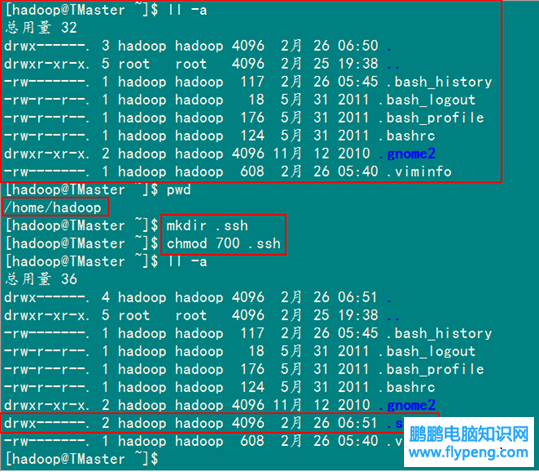 [hadoop@TMaster ~]$ ll -a
总用量 32
drwx------. 3 hadoop hadoop 4096 2月 26 06:50 .
drwxr-xr-x. 5 root root 4096 2月 25 19:38 ..
-rw-------. 1 hadoop hadoop 117 2月 26 05:45 .bash_history
-rw-r--r--. 1 hadoop hadoop 18 5月 31 2011 .bash_logout
-rw-r--r--. 1 hadoop hadoop 176 5月 31 2011 .bash_profile
-rw-r--r--. 1 hadoop hadoop 124 5月 31 2011 .bashrc
drwxr-xr-x. 2 hadoop hadoop 4096 11月 12 2010 .gnome2
-rw-------. 1 hadoop hadoop 608 2月 26 05:40 .viminfo
[hadoop@TMaster ~]$ pwd
/home/hadoop
[hadoop@TMaster ~]$ mkdir .ssh
[hadoop@TMaster ~]$ chmod 700 .ssh
[hadoop@TMaster ~]$ ll -a
总用量 36
drwx------. 4 hadoop hadoop 4096 2月 26 06:51 .
drwxr-xr-x. 5 root root 4096 2月 25 19:38 ..
-rw-------. 1 hadoop hadoop 117 2月 26 05:45 .bash_history
-rw-r--r--. 1 hadoop hadoop 18 5月 31 2011 .bash_logout
-rw-r--r--. 1 hadoop hadoop 176 5月 31 2011 .bash_profile
-rw-r--r--. 1 hadoop hadoop 124 5月 31 2011 .bashrc
drwxr-xr-x. 2 hadoop hadoop 4096 11月 12 2010 .gnome2
drwx------. 2 hadoop hadoop 4096 2月 26 06:51
-rw-------. 1 hadoop hadoop 608 2月 26 05:40
[hadoop@TMaster ~]$
鹏鹏电脑知识网
www.flypeng.com